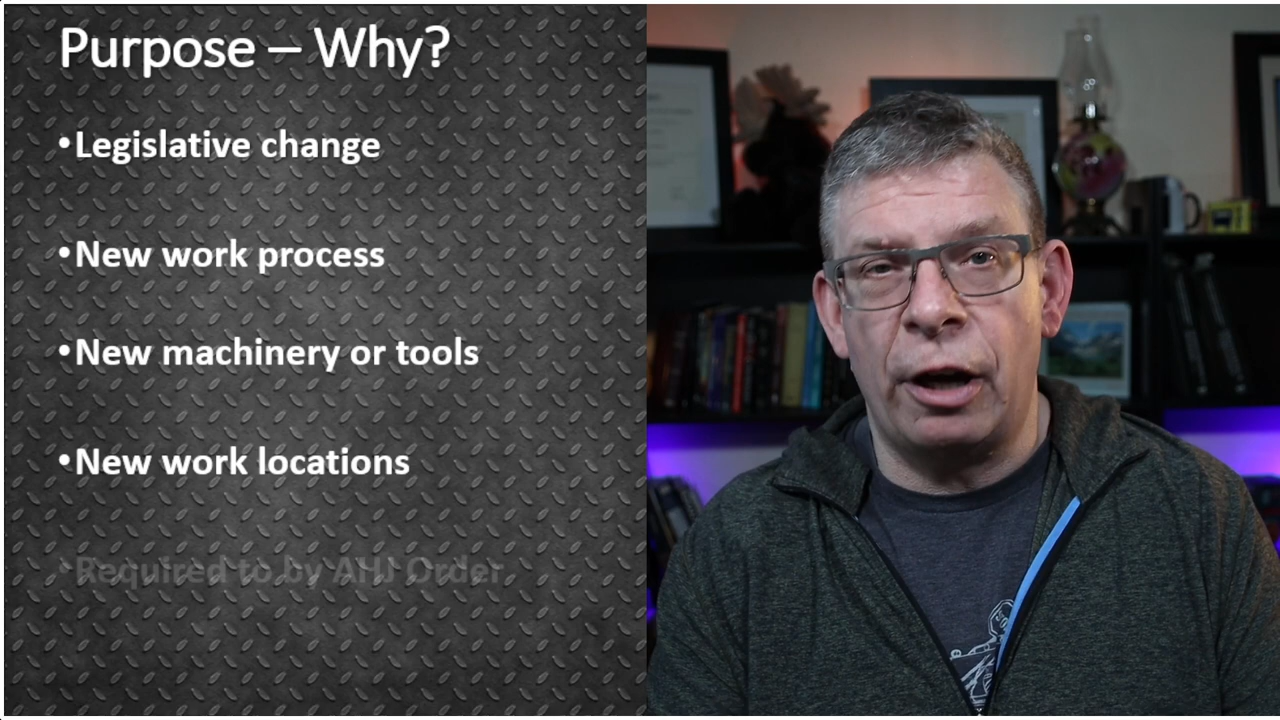 Purpose – Why?
•Legislative change
•New work process
•New machinery or tools
•New work locations
•Required to by AHJ Order